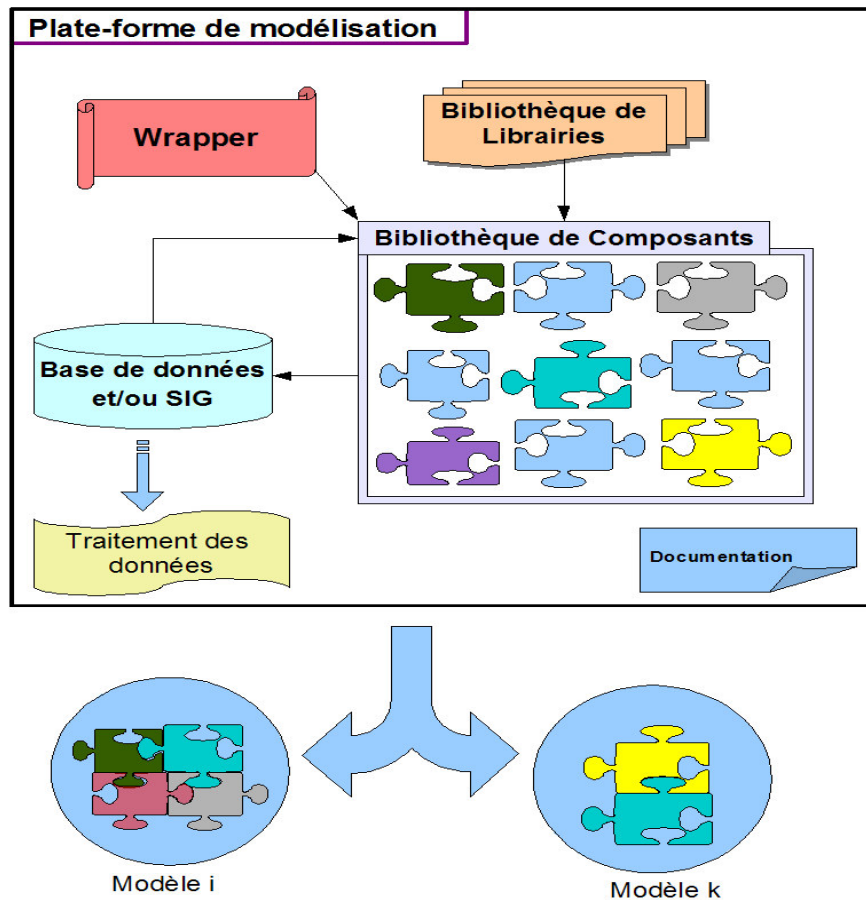 Plate-forme de modélisation
Wrapper
Bibliothèque de
Librairies
Bibliothèque de Composants
Base de données
et/ou SIG
Traitement des
données
Documentation
Modèle i
Modèle k